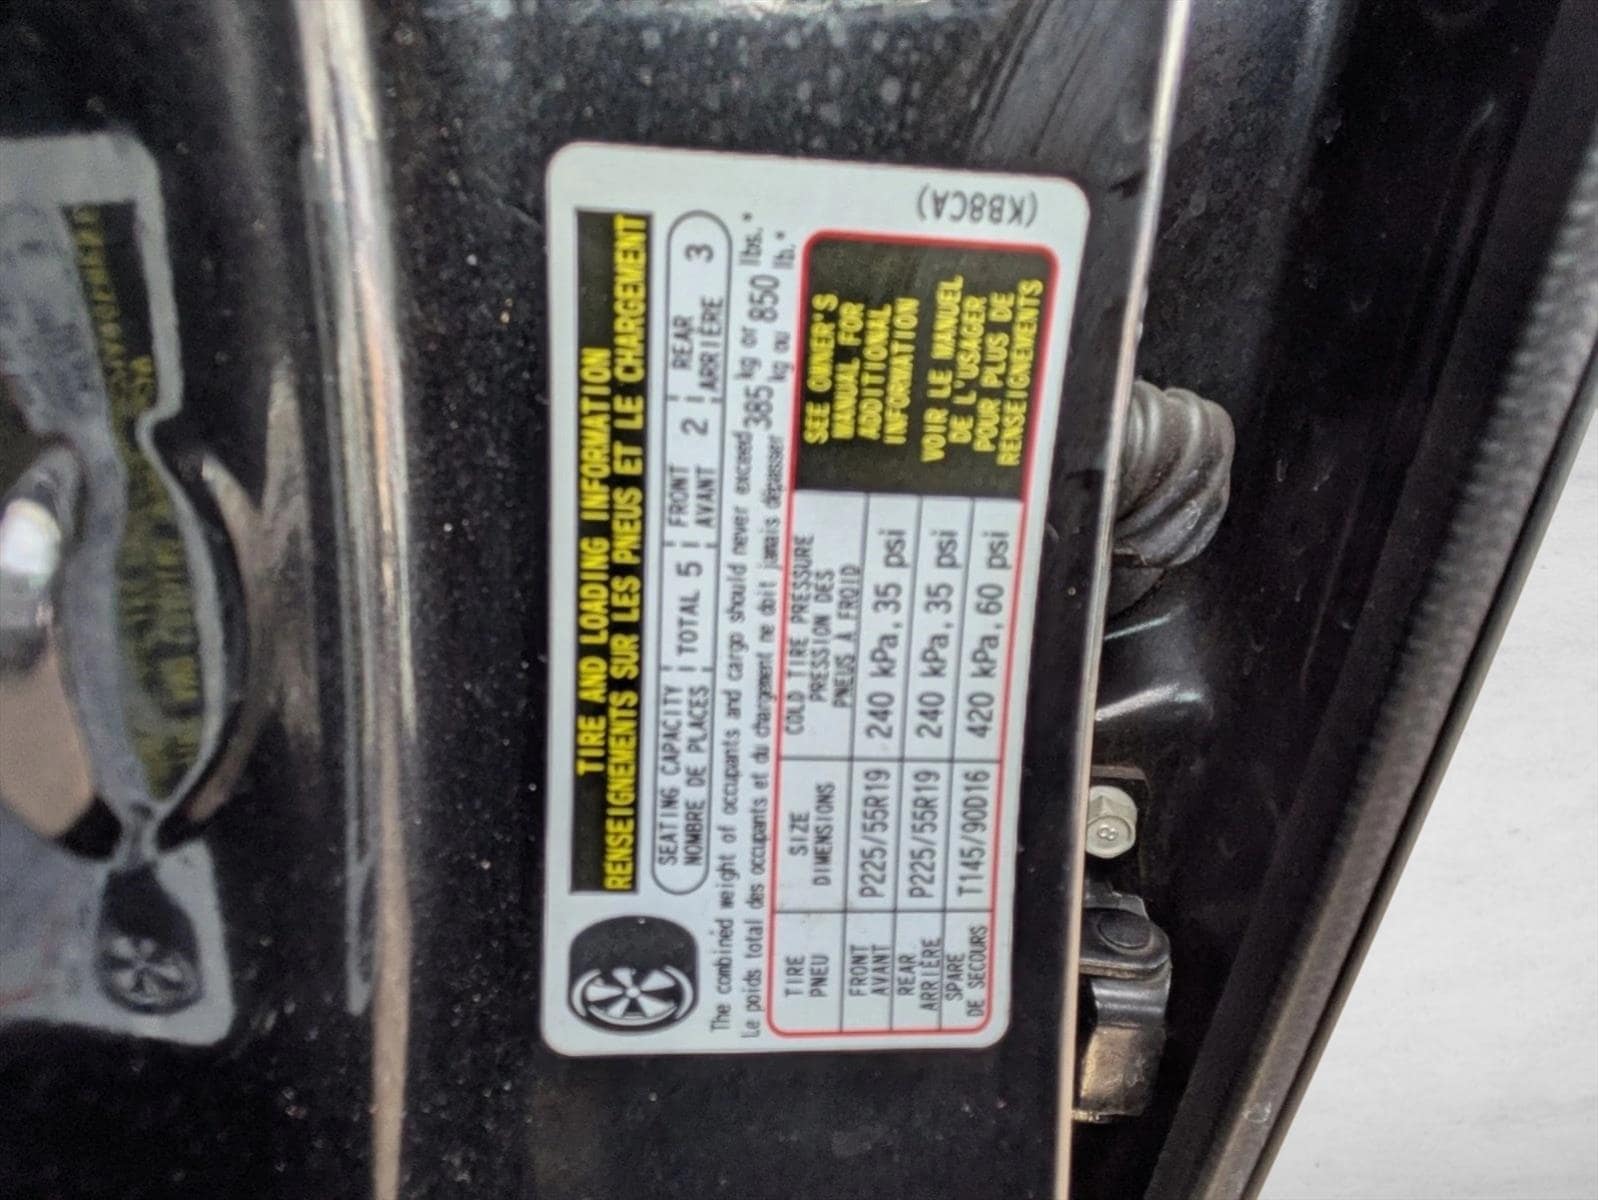 TIRE AND LOADING INFORMATION
RENSEIGNEMENTS SUR LES PNEUS ET LE CHARGEMENT
SEATING CAPACITY TOTAL 5 FRONT 2 REAR 3
NOMBRE DE PLACES AVANT ARRIÈRE
The combined weight of occupants and cargo should never exceed 385 kg or 850 lbs.
Le poids total des occupants et du chargement ne doit jamais dépasser kg ou lb.
TIRE SIZE COLD TIRE PRESSURE
PNEU DIMENSIONS PRESSION DES
PNEUS À FROID
FRONT P225/55R19 240 kPa, 35 psi
AVANT
REAR P225/55R19 240 kPa, 35 psi
ARRIÈRE
SPARE T145/90D16 420 kPa, 60 psi
DE SECOURS
SEE OWNER'S
MANUAL FOR
ADDITIONAL
INFORMATION
VOIR LE MANUEL
DE L'USAGER
POUR PLUS DE
RENSEIGNEMENTS
(KB8CA)
8